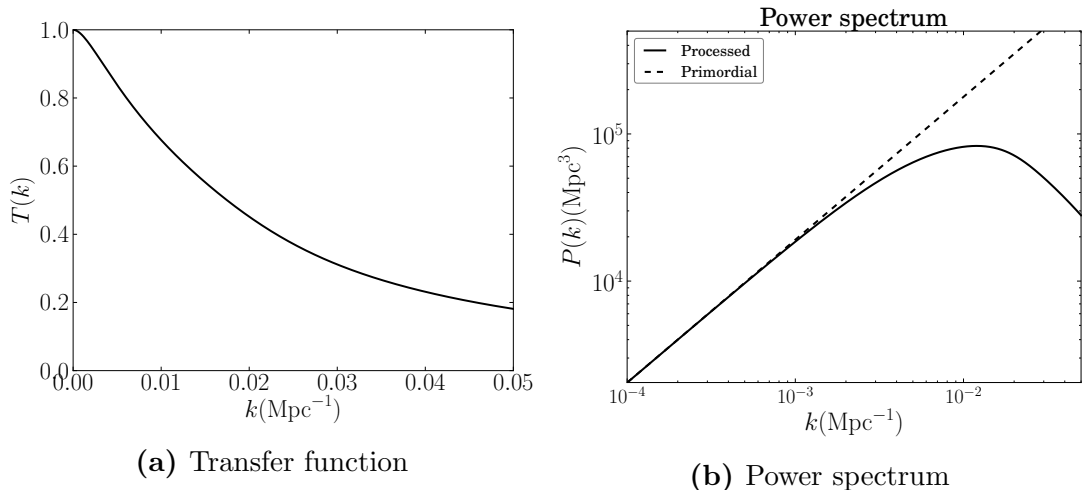 1.0
0.8
0.6
0.4
0.2
0.0
T(k)
0.00 0.01 0.02 0.03 0.04 0.05
k(Mpc⁻¹)
(a) Transfer function
Power spectrum
Processed
Primordial
10⁵
10⁴
P(k)(Mpc³)
10⁻⁴ 10⁻³ 10⁻²
k(Mpc⁻¹)
(b) Power spectrum